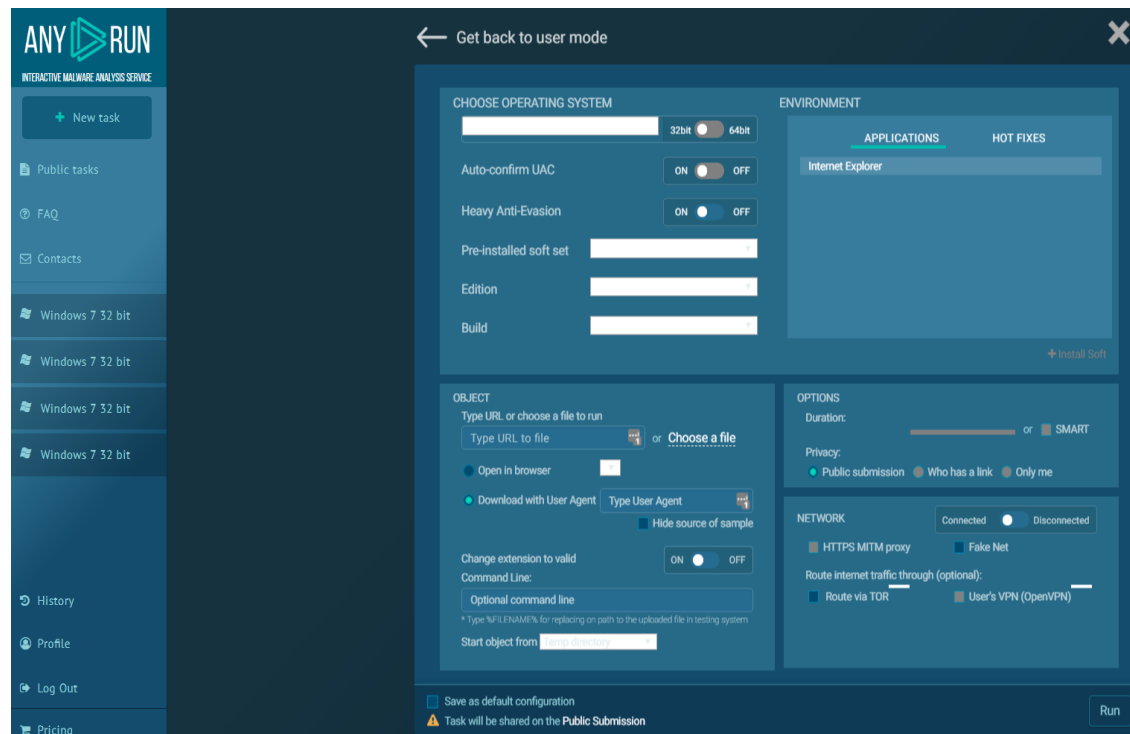 ANY RUN
INTERACTIVE MALWARE ANALYSIS SERVICE
+ New task
Public tasks
FAQ
Contacts
Windows 7 32 bit
Windows 7 32 bit
Windows 7 32 bit
Windows 7 32 bit
History
Profile
Log Out
Pricing
Get back to user mode
CHOOSE OPERATING SYSTEM
32bit 64bit
Auto-confirm UAC ON OFF
Heavy Anti-Evasion ON OFF
Pre-installed soft set
Edition
Build
ENVIRONMENT
APPLICATIONS HOT FIXES
Internet Explorer
+ Install Soft
OBJECT
Type URL or choose a file to run
Type URL to file 1 or Choose a file
Open in browser
Download with User Agent Type User Agent 1
Hide source of sample
Change extension to valid ON OFF
Command Line:
Optional command line
* Type %FILENAME% for replacing on path to the uploaded file in testing system
Start object from Temp directory
OPTIONS
Duration:
or SMART
Privacy:
Public submission Who has a link Only me
NETWORK Connected Disconnected
HTTPS MITM proxy Fake Net
Route internet traffic through (optional):
Route via TOR User's VPN (OpenVPN)
Save as default configuration
Task will be shared on the Public Submission
Run